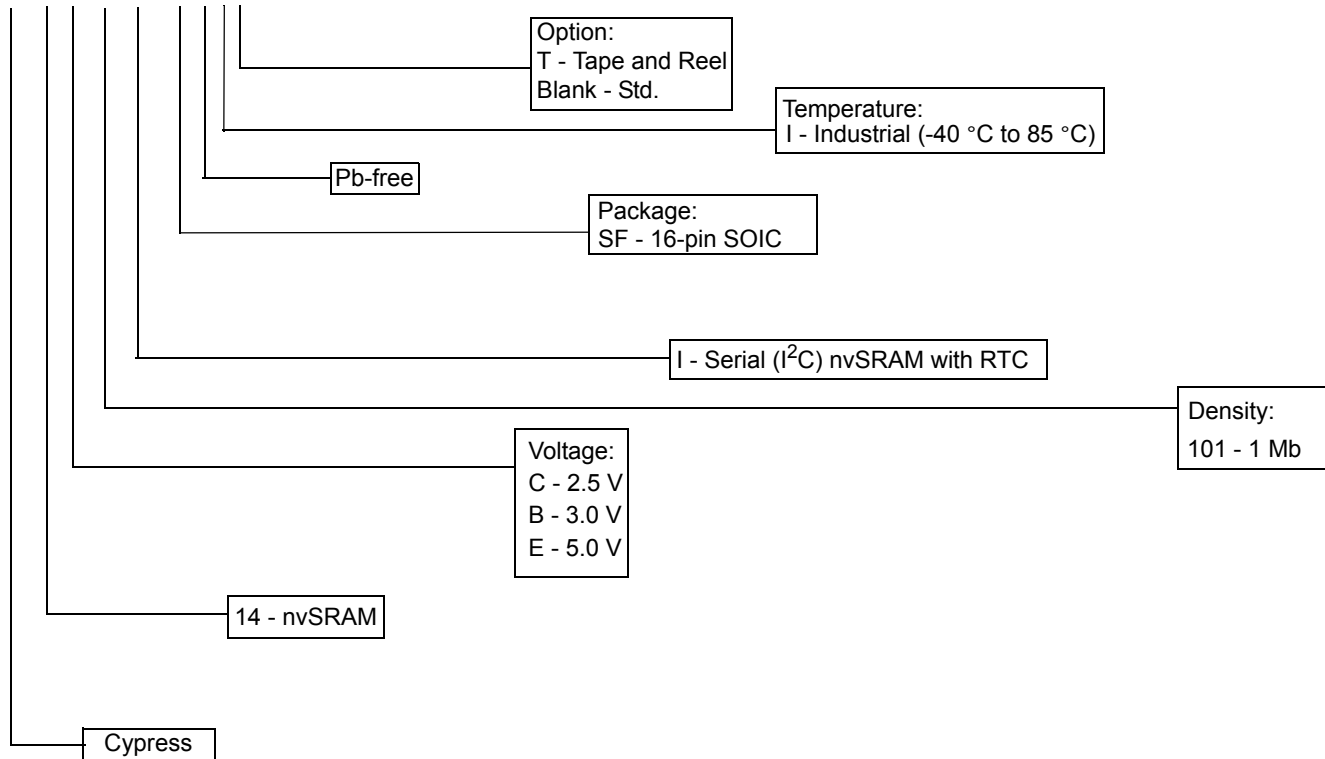 Option:
T - Tape and Reel
Blank - Std.
Temperature:
I - Industrial (-40 °C to 85 °C)
Pb-free
Package:
SF - 16-pin SOIC
I - Serial (I²C) nvSRAM with RTC
Density:
101 - 1 Mb
Voltage:
C - 2.5 V
B - 3.0 V
E - 5.0 V
14 - nvSRAM
Cypress